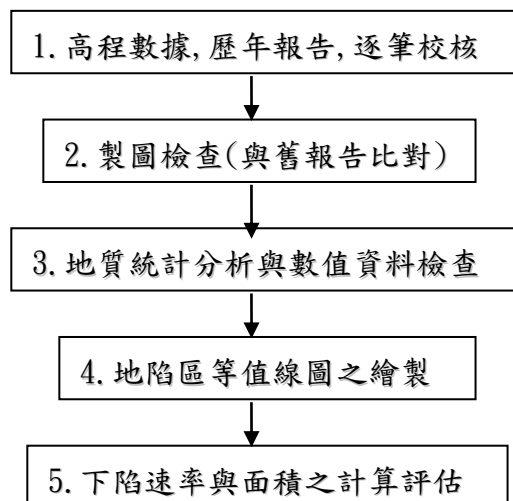 1.高程數據,歷年報告,逐筆校核
2.製圖檢查(與舊報告比對)
3.地質統計分析與數值資料檢查
4.地陷區等值線圖之繪製
5.下陷速率與面積之計算評估